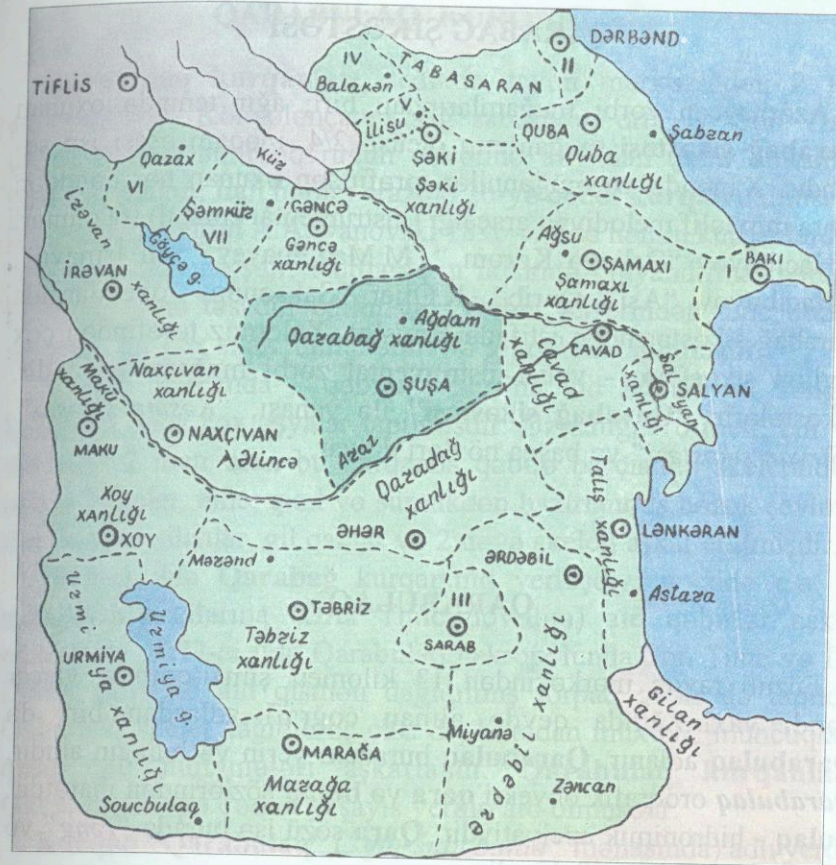 DƏRBƏND
II
IV
TABASARAN
Balakən
TİFLİS
İlisu
ŞƏKİ
Şəki
xanlığı
QUBA
Quba
xanlığı
Şabran
Qazax
Kür
VI
Şəmkir
VII
GƏNCƏ
Gəncə
xanlığı
İrəvan
xanlığı
Göyçə g.
İRƏVAN
Ağsu
ŞAMAXI
Şamaxı
xanlığı
BAKI
Ağdam
Qarabağ xanlığı
ŞUŞA
Cavad
xanlığı
CAVAD
Salyan
xanlığı
SALYAN
Maku
xanlığı
MAKU
Naxçıvan
xanlığı
NAXÇIVAN
Əlincə
Araz
Qaradağ
xanlığı
Talış
xanlığı
LƏNKƏRAN
Xoy
xanlığı
XOY
ƏHƏR
Mərənd
ƏRDƏBİL
Astara
III
SARAB
TƏBRİZ
Təbriz
xanlığı
Urmiya xanlığı
URMİYA
Urmiya g.
Ərdəbil xanlığı
Gilan
xanlığı
Miyanə
MARAĞA
Marağa
xanlığı
Zəncan
Soucbulaq